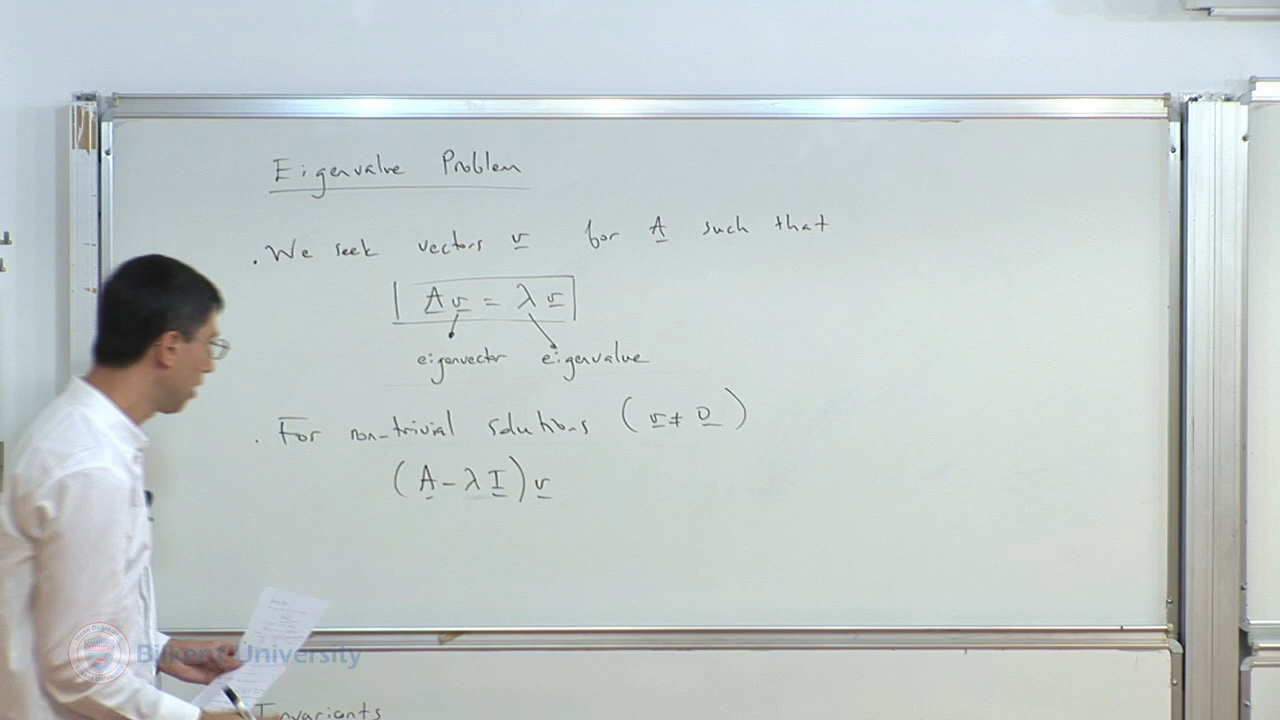 Eigenvalue Problem
. We seek vectors v for A such that
A v = λ v
eigenvector eigenvalue
. For non-trivial solutions ( v ≠ 0 )
( A - λ I ) v
Bilkent University
Invariants